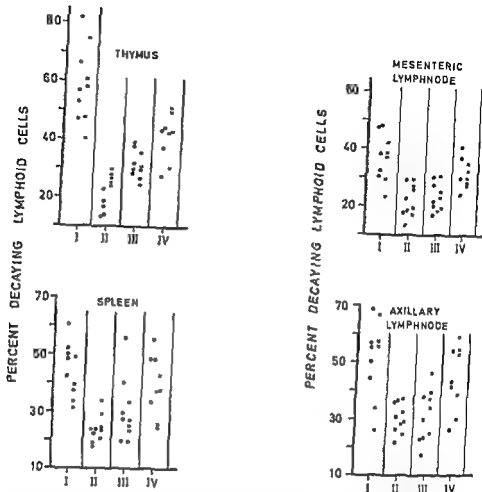 THYMUS
PERCENT DECAYING LYMPHOID CELLS
80
60
40
20
I II III IV
MESENTERIC
LYMPHNODE
PERCENT DECAYING LYMPHOID CELLS
60
40
20
I II III IV
SPLEEN
70
50
30
10
I II III IV
AXILLARY
LYMPHNODE
70
50
30
10
I II III IV